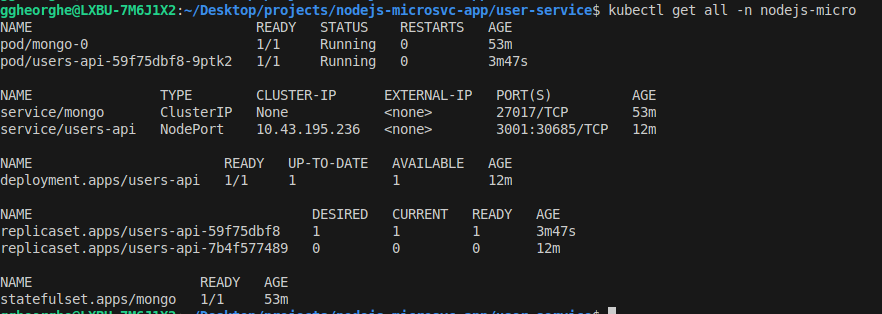 ggheorghe@LXBU-7M6J1X2:~/Desktop/projects/nodejs-microsvc-app/user-service$ kubectl get all -n nodejs-micro
NAME                             READY   STATUS    RESTARTS   AGE
pod/mongo-0                      1/1     Running   0          53m
pod/users-api-59f75dbf8-9ptk2    1/1     Running   0          3m47s

NAME                TYPE        CLUSTER-IP      EXTERNAL-IP   PORT(S)          AGE
service/mongo       ClusterIP   None            <none>        27017/TCP        53m
service/users-api   NodePort    10.43.195.236   <none>        3001:30685/TCP   12m

NAME                        READY   UP-TO-DATE   AVAILABLE   AGE
deployment.apps/users-api   1/1     1            1           12m

NAME                                   DESIRED   CURRENT   READY   AGE
replicaset.apps/users-api-59f75dbf8    1         1         1       3m47s
replicaset.apps/users-api-7b4f577489   0         0         0       12m

NAME                     READY   AGE
statefulset.apps/mongo   1/1     53m
ggheorghe@LXBU-7M6J1X2:~/Desktop/projects/nodejs-microsvc-app/user-service$